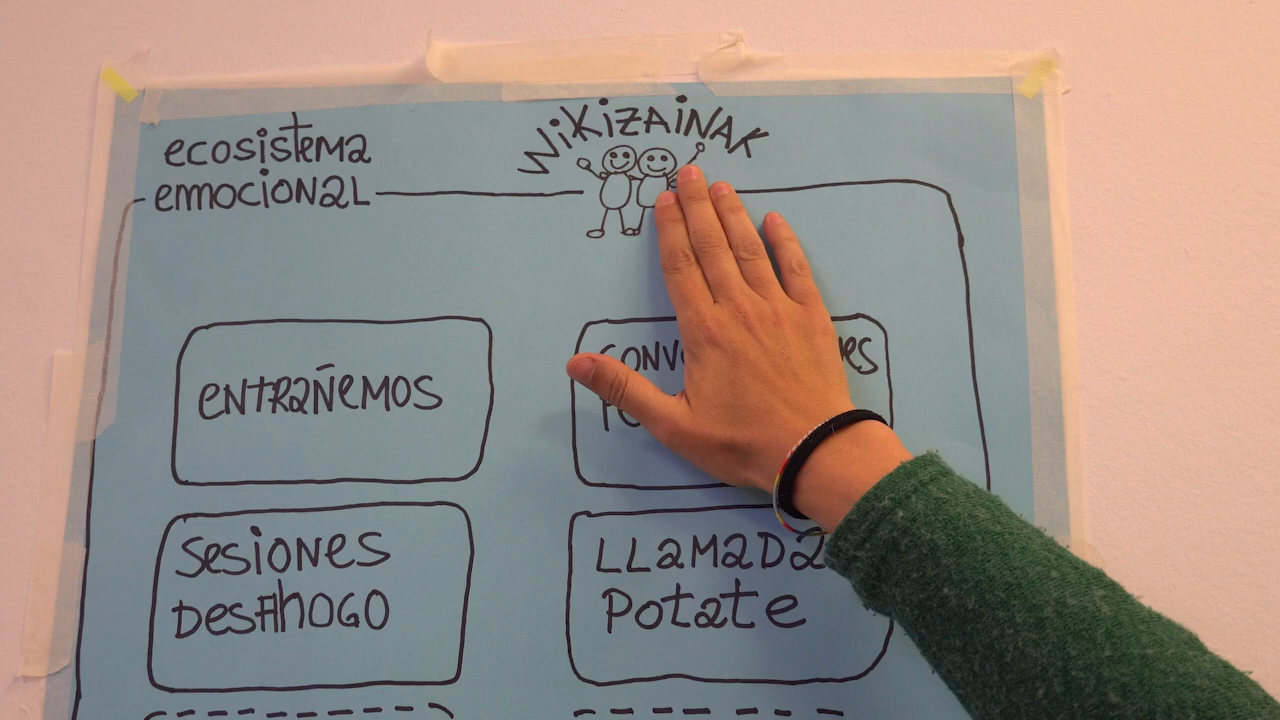 ecosistema
emocional
WiKiZAiNAK
entrañemos
Sesiones
Desahogo
LLamada
Potate